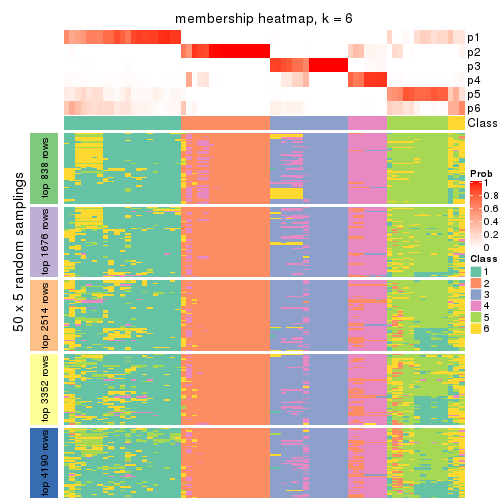 membership heatmap, k = 6
p1
p2
p3
p4
p5
p6
Class
50 x 5 random samplings
top 838 rows
top 1676 rows
top 2514 rows
top 3352 rows
top 4190 rows
Prob
1
0.8
0.6
0.4
0.2
0
Class
1
2
3
4
5
6